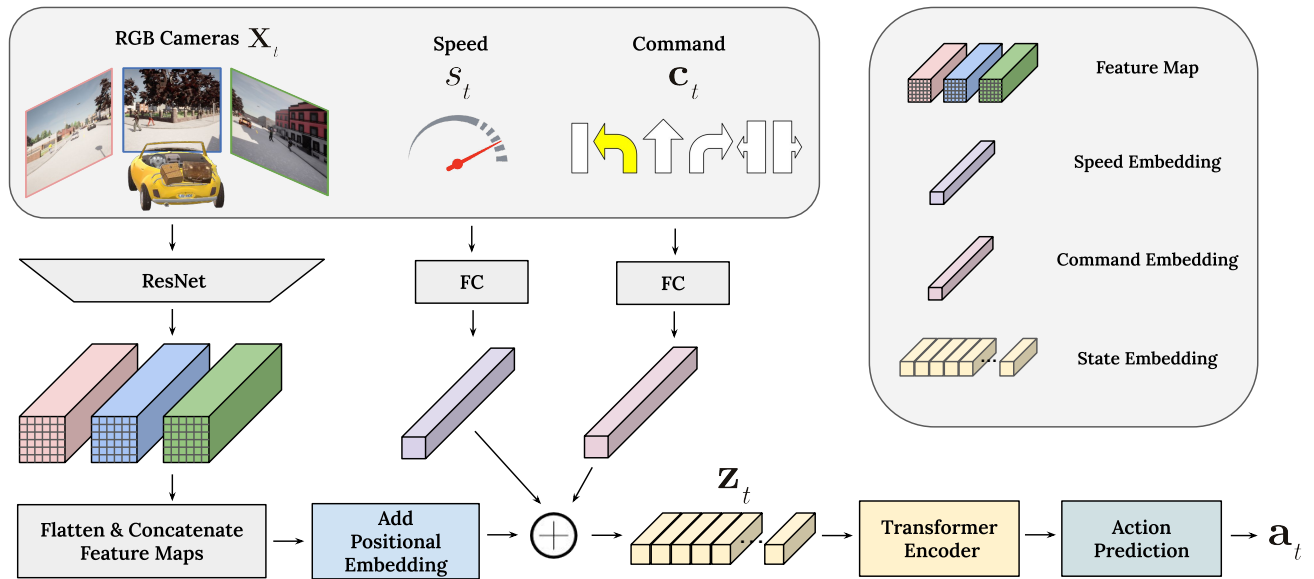 RGB Cameras 𝐗_t
Speed
s_t
Command
𝐜_t
ResNet
FC
FC
Flatten & Concatenate
Feature Maps
Add
Positional
Embedding
𝐳_t
...
Transformer
Encoder
Action
Prediction
𝐚_t
Feature Map
Speed Embedding
Command Embedding
...
State Embedding